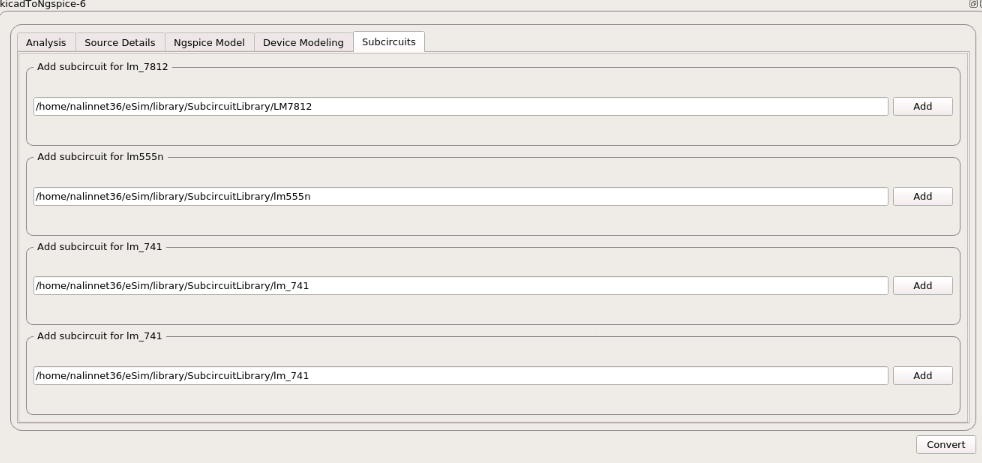 kicadToNgspice-6
Analysis Source Details Ngspice Model Device Modeling Subcircuits
Add subcircuit for lm_7812
/home/nalinnet36/eSim/library/SubcircuitLibrary/LM7812 Add
Add subcircuit for lm555n
/home/nalinnet36/eSim/library/SubcircuitLibrary/lm555n Add
Add subcircuit for lm_741
/home/nalinnet36/eSim/library/SubcircuitLibrary/lm_741 Add
Add subcircuit for lm_741
/home/nalinnet36/eSim/library/SubcircuitLibrary/lm_741 Add
Convert